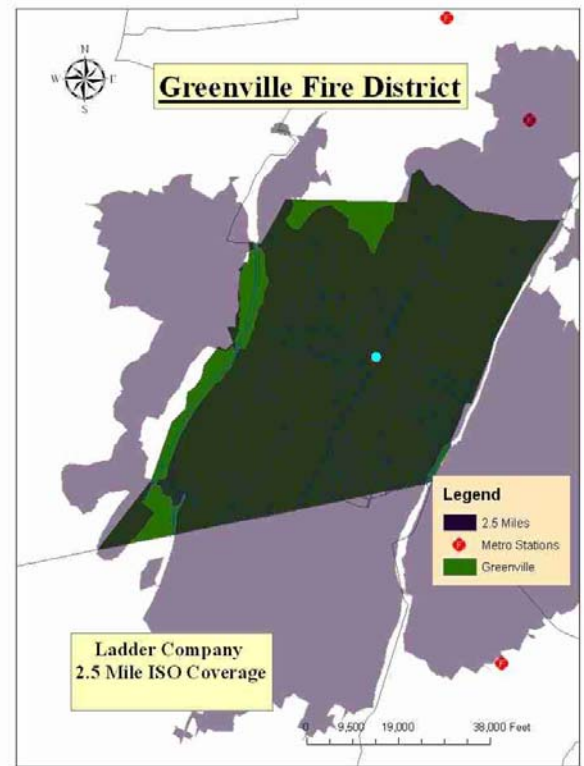 N
W
E
S
Greenville Fire District
F
F
Legend
2.5 Miles
F
Metro Stations
Greenville
Ladder Company
2.5 Mile ISO Coverage
F
0 9,500 19,000 38,000 Feet